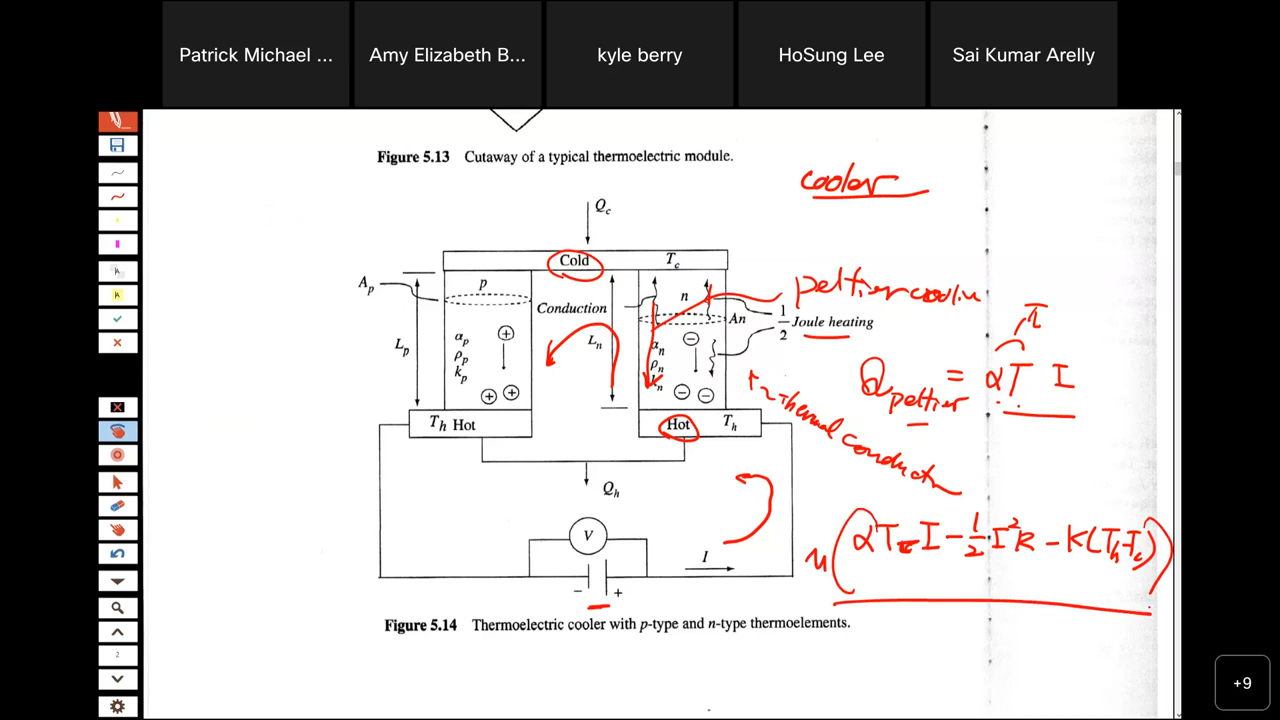 Patrick Michael ...
Amy Elizabeth B...
kyle berry
HoSung Lee
Sai Kumar Arelly
Figure 5.13 Cutaway of a typical thermoelectric module.
cooler
Qc
Cold
Tc
Ap
p
n
Peltier
Conduction
An
1/2 Joule heating
Lp
αp
ρp
kp
Ln
αn
ρn
kn
π
Qpeltier = αT I
Th Hot
Hot Th
thermal
Qh
V
I
- +
n(αTcI - 1/2 I²R - K(Th-Tc))
Figure 5.14 Thermoelectric cooler with p-type and n-type thermoelements.
+9